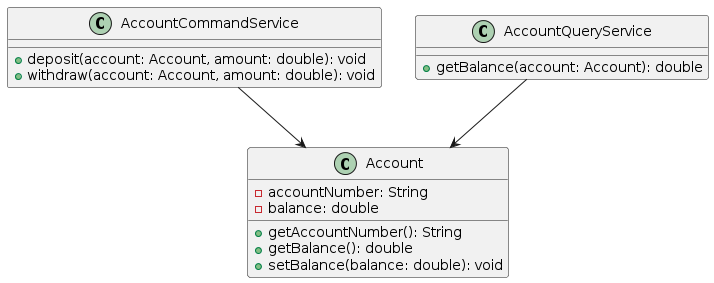 C AccountCommandService
deposit(account: Account, amount: double): void
withdraw(account: Account, amount: double): void
C AccountQueryService
getBalance(account: Account): double
C Account
accountNumber: String
balance: double
getAccountNumber(): String
getBalance(): double
setBalance(balance: double): void